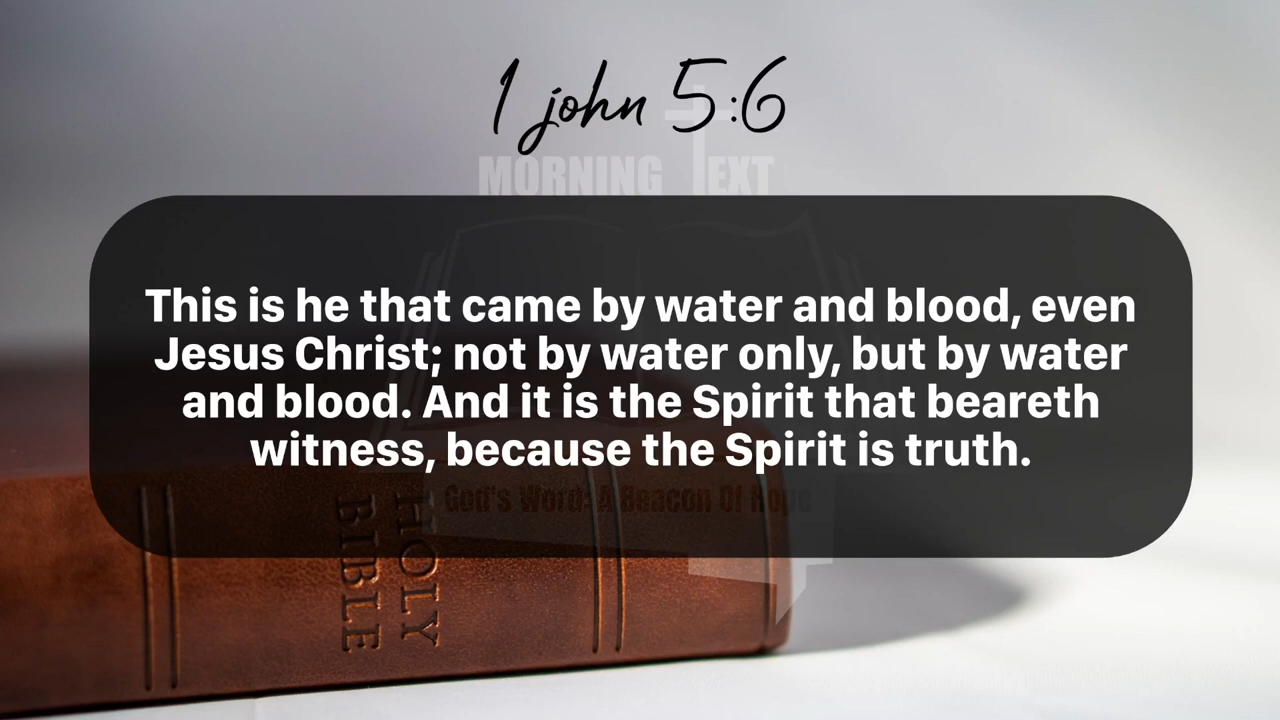 1 john 5:6
MORNING TEXT
This is he that came by water and blood, even
Jesus Christ; not by water only, but by water
and blood. And it is the Spirit that beareth
witness, because the Spirit is truth.
God's Word: A Beacon Of Hope
HOLY
BIBLE